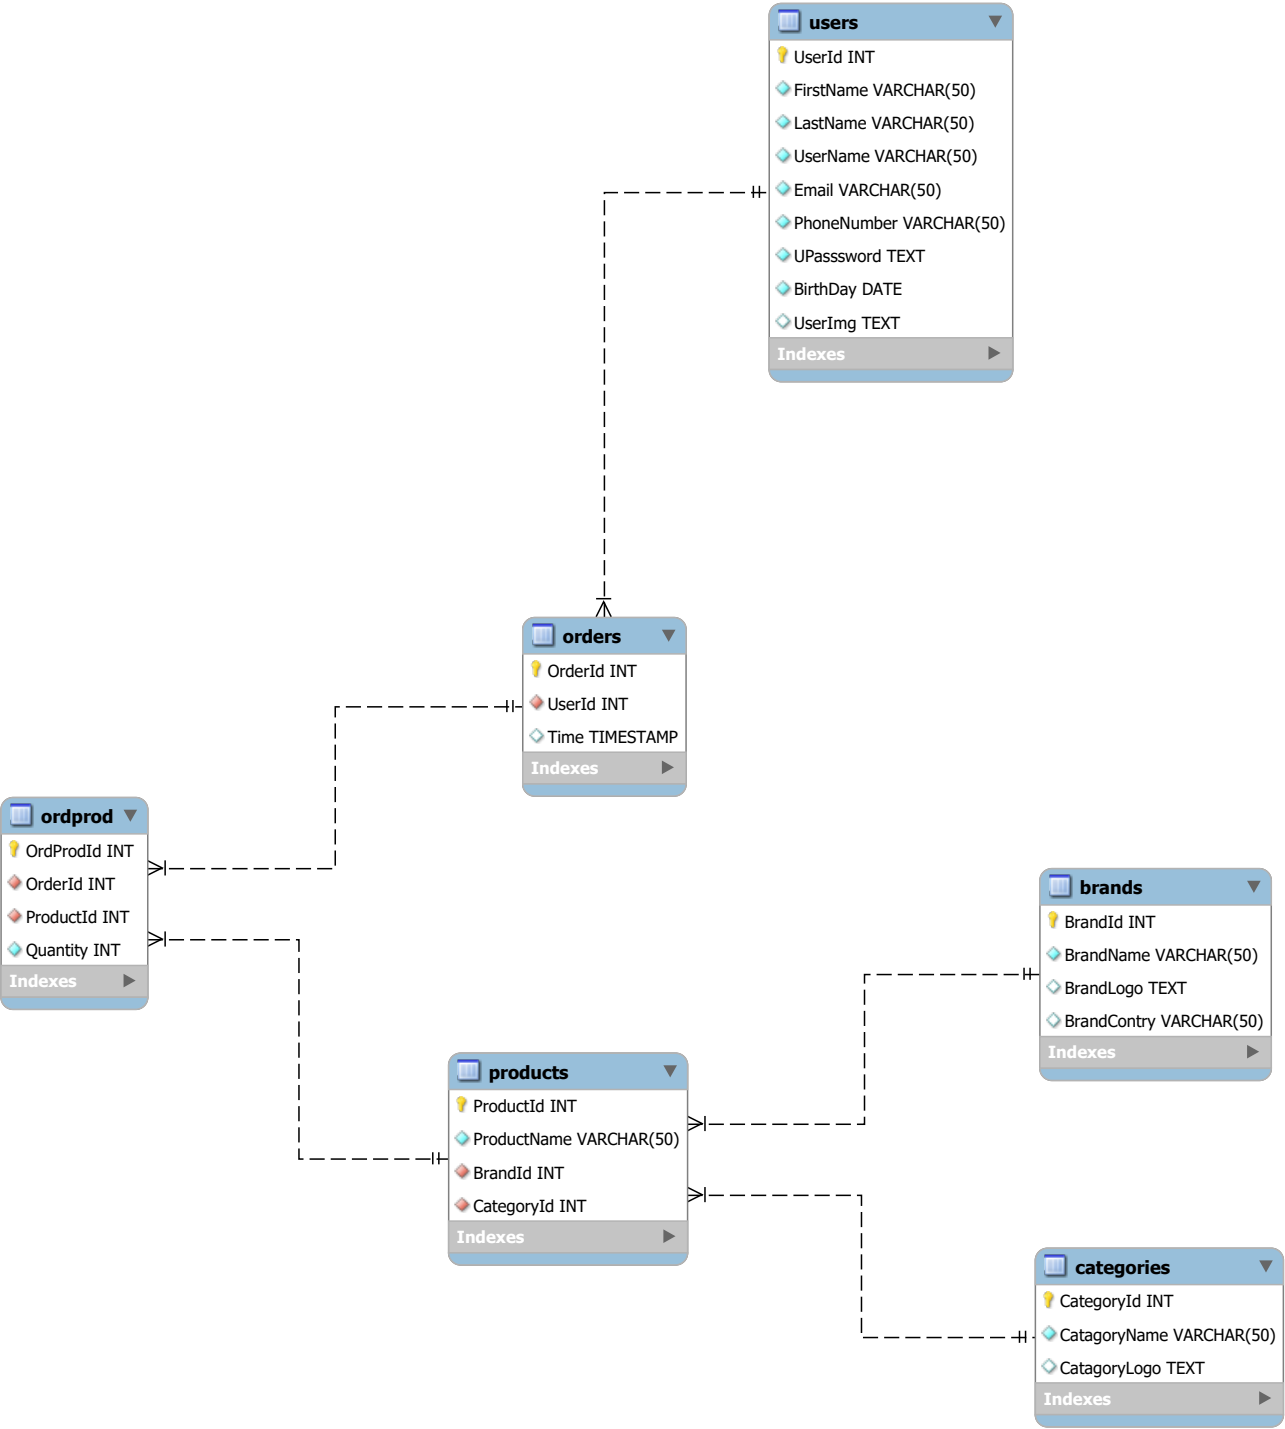 users
UserId INT
FirstName VARCHAR(50)
LastName VARCHAR(50)
UserName VARCHAR(50)
Email VARCHAR(50)
PhoneNumber VARCHAR(50)
UPasssword TEXT
BirthDay DATE
UserImg TEXT
Indexes
orders
OrderId INT
UserId INT
Time TIMESTAMP
Indexes
ordprod
OrdProdId INT
OrderId INT
ProductId INT
Quantity INT
Indexes
brands
BrandId INT
BrandName VARCHAR(50)
BrandLogo TEXT
BrandContry VARCHAR(50)
Indexes
products
ProductId INT
ProductName VARCHAR(50)
BrandId INT
CategoryId INT
Indexes
categories
CategoryId INT
CatagoryName VARCHAR(50)
CatagoryLogo TEXT
Indexes